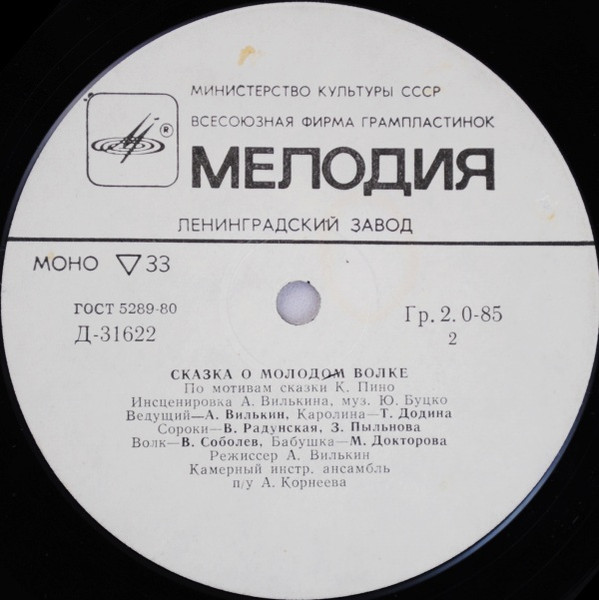 МИНИСТЕРСТВО КУЛЬТУРЫ СССР
ВСЕСОЮЗНАЯ ФИРМА ГРАМПЛАСТИНОК
®
МЕЛОДИЯ
ЛЕНИНГРАДСКИЙ ЗАВОД
МОНО ▽ 33
ГОСТ 5289-80
Д-31622
Гр. 2. 0-85
2
СКАЗКА О МОЛОДОМ ВОЛКЕ
По мотивам сказки К. Пино
Инсценировка А. Вилькина, муз. Ю. Буцко
Ведущий—А. Вилькин, Каролина—Т. Додина
Сороки—В. Радунская, З. Пыльнова
Волк—В. Соболев, Бабушка—М. Докторова
Режиссер А. Вилькин
Камерный инстр. ансамбль
п/у А. Корнеева